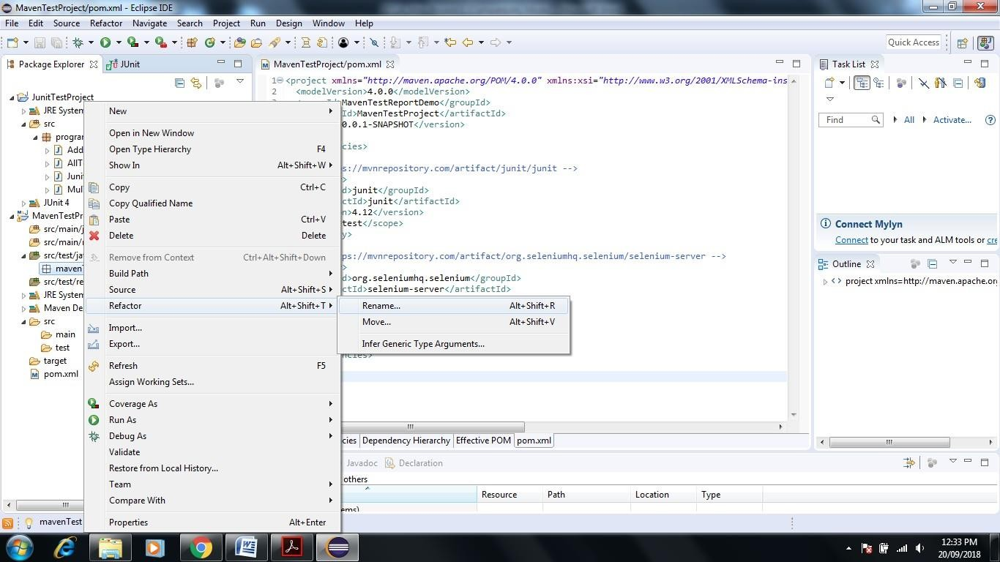 MavenTestProject/pom.xml - Eclipse IDE
File Edit Source Refactor Navigate Search Project Run Design Window Help
Quick Access
Package Explorer JUnit
MavenTestProject/pom.xml
Task List
JunitTestProject
JRE System
src
progra
Add
AllT
Juni
Mul
JUnit 4
MavenTestPr
src/main/j
src/main/r
src/test/ja
maven
src/test/re
JRE System
Maven De
src
main
test
target
pom.xml
New
Open in New Window
Open Type Hierarchy F4
Show In Alt+Shift+W
Copy Ctrl+C
Copy Qualified Name
Paste Ctrl+V
Delete Delete
Remove from Context Ctrl+Alt+Shift+Down
Build Path
Source Alt+Shift+S
Refactor Alt+Shift+T
Import...
Export...
Refresh F5
Assign Working Sets...
Coverage As
Run As
Debug As
Validate
Restore from Local History...
Team
Compare With
Properties Alt+Enter
Rename... Alt+Shift+R
Move... Alt+Shift+V
Infer Generic Type Arguments...
1 <project xmlns="http://maven.apache.org/POM/4.0.0" xmlns:xsi="http://www.w3.org/2001/XMLSchema-ins
2 <modelVersion>4.0.0</modelVersion>
MavenTestReportDemo</groupId>
Id>MavenTestProject</artifactId>
0.0.1-SNAPSHOT</version>
cies>
s://mvnrepository.com/artifact/junit/junit -->
>
d>junit</groupId>
ctId>junit</artifactId>
n>4.12</version>
test</scope>
y>
ps://mvnrepository.com/artifact/org.seleniumhq.selenium/selenium-server -->
>
d>org.seleniumhq.selenium</groupId>
ctId>selenium-server</artifactId>
ncies>
cies Dependency Hierarchy Effective POM pom.xml
Javadoc Declaration
others
Resource Path Location Type
ems)
Find All Activate...
Connect Mylyn
Connect to your task and ALM tools or cre
Outline
project xmlns=http://maven.apache.or
mavenTest
12:33 PM
20/09/2018